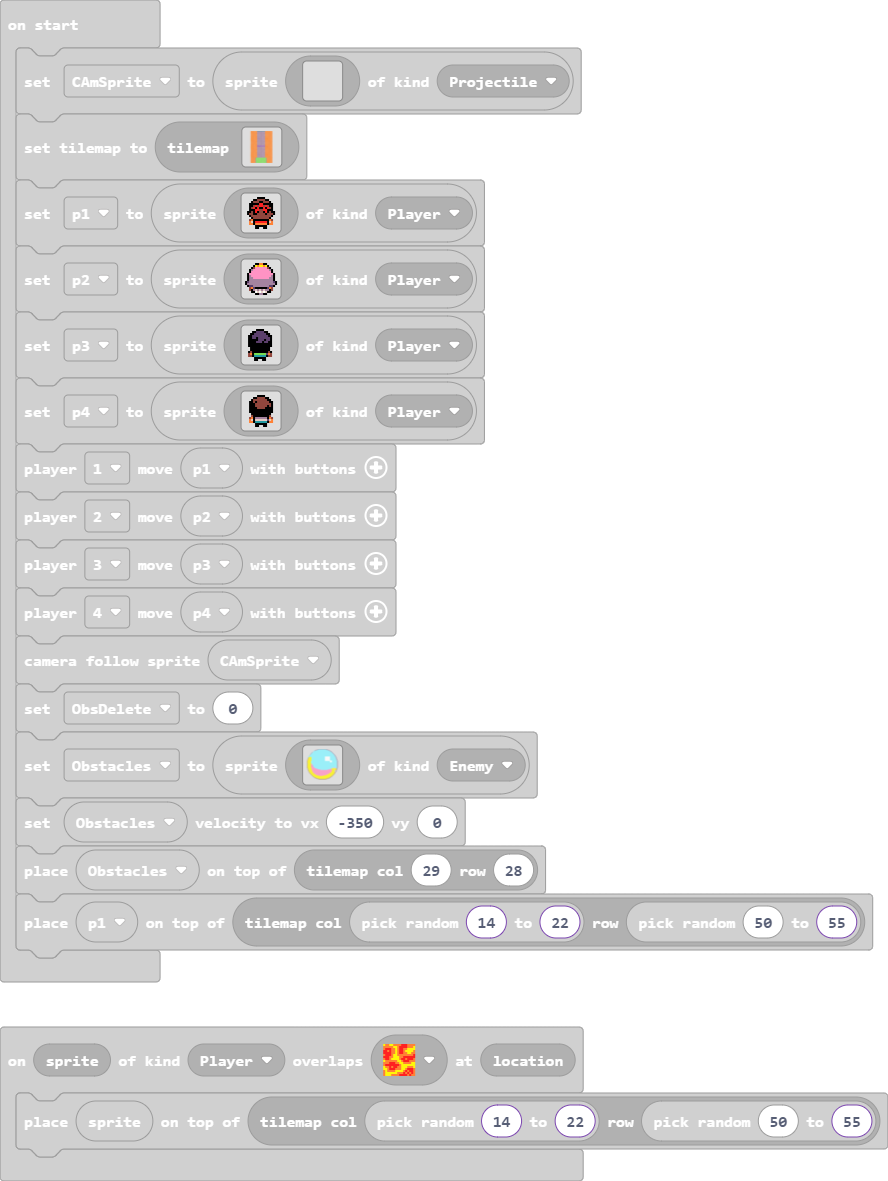 on start
set CAmSprite to sprite of kind Projectile
set tilemap to tilemap
set p1 to sprite of kind Player
set p2 to sprite of kind Player
set p3 to sprite of kind Player
set p4 to sprite of kind Player
player 1 move p1 with buttons
player 2 move p2 with buttons
player 3 move p3 with buttons
player 4 move p4 with buttons
camera follow sprite CAmSprite
set ObsDelete to 0
set Obstacles to sprite of kind Enemy
set Obstacles velocity to vx -350 vy 0
place Obstacles on top of tilemap col 29 row 28
place p1 on top of tilemap col pick random 14 to 22 row pick random 50 to 55
on sprite of kind Player overlaps at location
place sprite on top of tilemap col pick random 14 to 22 row pick random 50 to 55